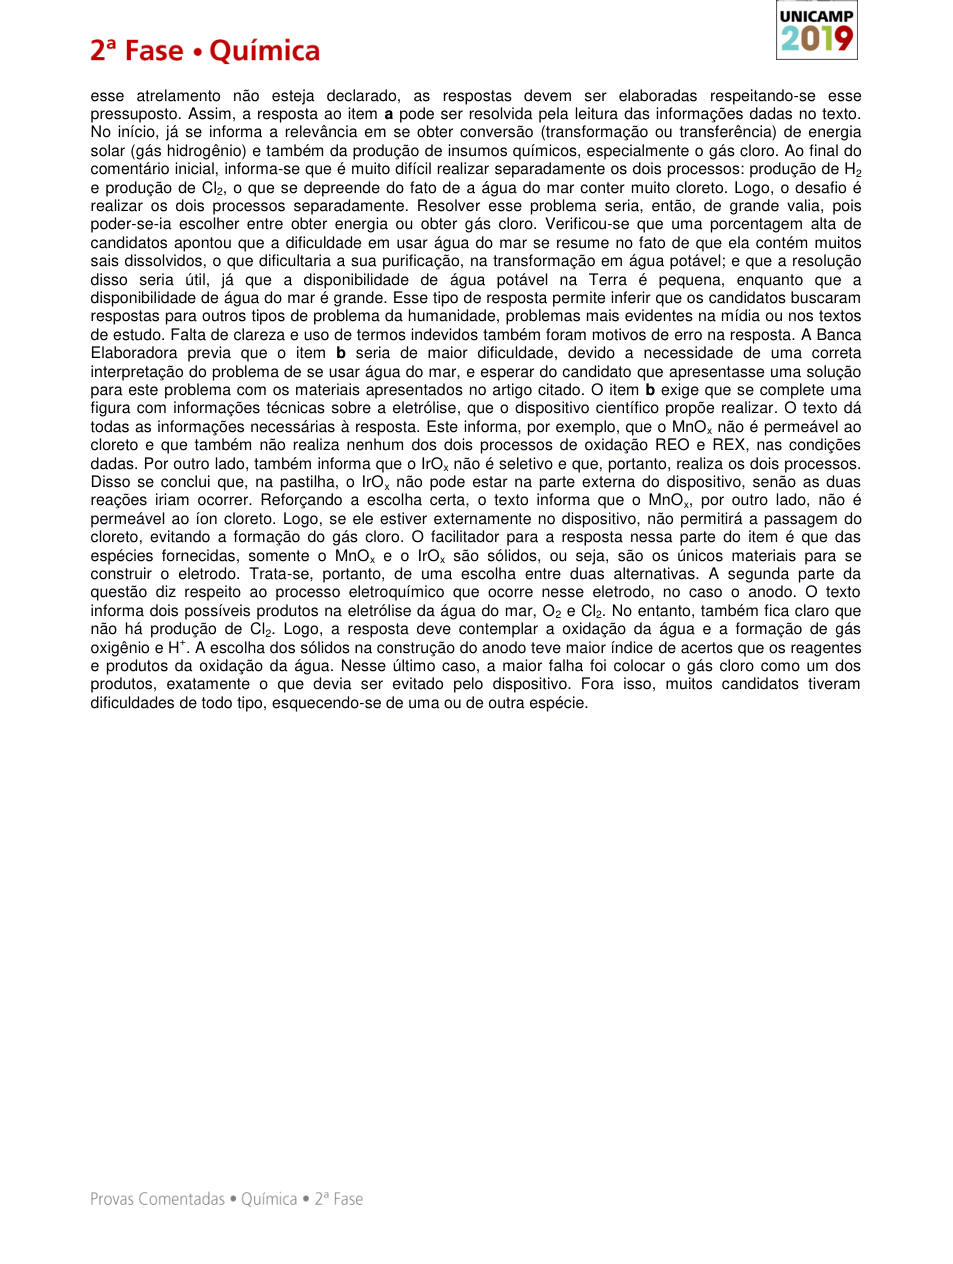 UNICAMP
2019
2ª Fase • Química
esse atrelamento não esteja declarado, as respostas devem ser elaboradas respeitando-se esse
pressuposto. Assim, a resposta ao item a pode ser resolvida pela leitura das informações dadas no texto.
No início, já se informa a relevância em se obter conversão (transformação ou transferência) de energia
solar (gás hidrogênio) e também da produção de insumos químicos, especialmente o gás cloro. Ao final do
comentário inicial, informa-se que é muito difícil realizar separadamente os dois processos: produção de H₂
e produção de Cl₂, o que se depreende do fato de a água do mar conter muito cloreto. Logo, o desafio é
realizar os dois processos separadamente. Resolver esse problema seria, então, de grande valia, pois
poder-se-ia escolher entre obter energia ou obter gás cloro. Verificou-se que uma porcentagem alta de
candidatos apontou que a dificuldade em usar água do mar se resume no fato de que ela contém muitos
sais dissolvidos, o que dificultaria a sua purificação, na transformação em água potável; e que a resolução
disso seria útil, já que a disponibilidade de água potável na Terra é pequena, enquanto que a
disponibilidade de água do mar é grande. Esse tipo de resposta permite inferir que os candidatos buscaram
respostas para outros tipos de problema da humanidade, problemas mais evidentes na mídia ou nos textos
de estudo. Falta de clareza e uso de termos indevidos também foram motivos de erro na resposta. A Banca
Elaboradora previa que o item b seria de maior dificuldade, devido a necessidade de uma correta
interpretação do problema de se usar água do mar, e esperar do candidato que apresentasse uma solução
para este problema com os materiais apresentados no artigo citado. O item b exige que se complete uma
figura com informações técnicas sobre a eletrólise, que o dispositivo científico propõe realizar. O texto dá
todas as informações necessárias à resposta. Este informa, por exemplo, que o MnOₓ não é permeável ao
cloreto e que também não realiza nenhum dos dois processos de oxidação REO e REX, nas condições
dadas. Por outro lado, também informa que o IrOₓ não é seletivo e que, portanto, realiza os dois processos.
Disso se conclui que, na pastilha, o IrOₓ não pode estar na parte externa do dispositivo, senão as duas
reações iriam ocorrer. Reforçando a escolha certa, o texto informa que o MnOₓ, por outro lado, não é
permeável ao íon cloreto. Logo, se ele estiver externamente no dispositivo, não permitirá a passagem do
cloreto, evitando a formação do gás cloro. O facilitador para a resposta nessa parte do item é que das
espécies fornecidas, somente o MnOₓ e o IrOₓ são sólidos, ou seja, são os únicos materiais para se
construir o eletrodo. Trata-se, portanto, de uma escolha entre duas alternativas. A segunda parte da
questão diz respeito ao processo eletroquímico que ocorre nesse eletrodo, no caso o anodo. O texto
informa dois possíveis produtos na eletrólise da água do mar, O₂ e Cl₂. No entanto, também fica claro que
não há produção de Cl₂. Logo, a resposta deve contemplar a oxidação da água e a formação de gás
oxigênio e H⁺. A escolha dos sólidos na construção do anodo teve maior índice de acertos que os reagentes
e produtos da oxidação da água. Nesse último caso, a maior falha foi colocar o gás cloro como um dos
produtos, exatamente o que devia ser evitado pelo dispositivo. Fora isso, muitos candidatos tiveram
dificuldades de todo tipo, esquecendo-se de uma ou de outra espécie.
Provas Comentadas • Química • 2ª Fase